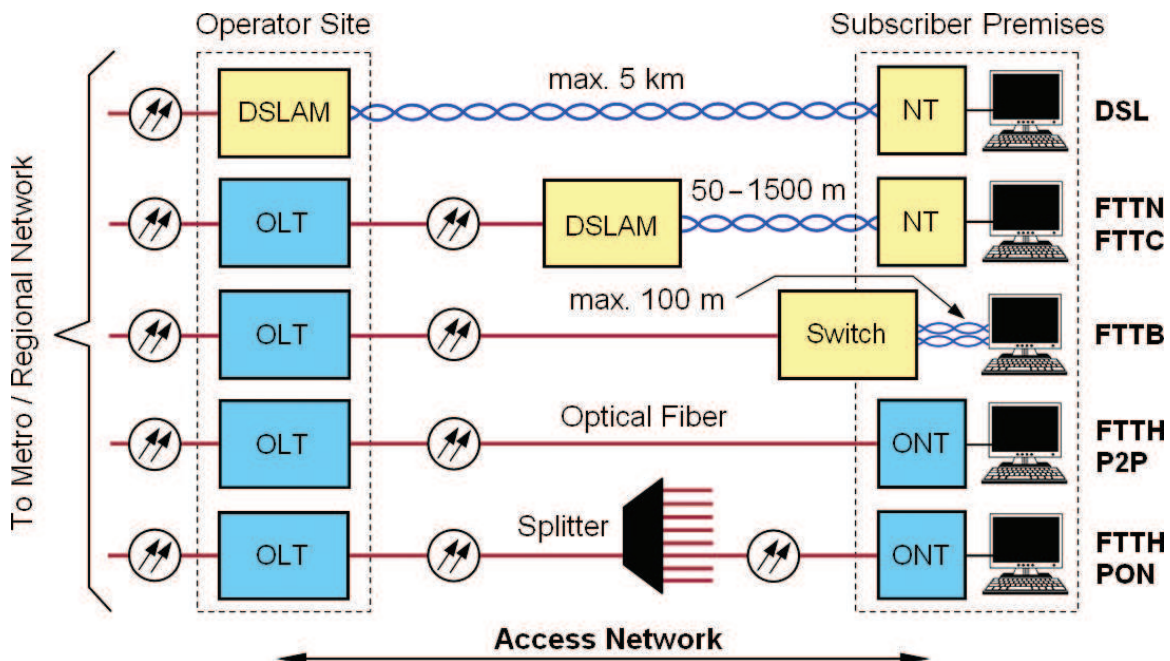 Operator Site
Subscriber Premises
To Metro / Regional Network
DSLAM
max. 5 km
NT
DSL
OLT
DSLAM
50–1500 m
NT
FTTN
FTTC
OLT
max. 100 m
Switch
FTTB
OLT
Optical Fiber
ONT
FTTH
P2P
OLT
Splitter
ONT
FTTH
PON
Access Network